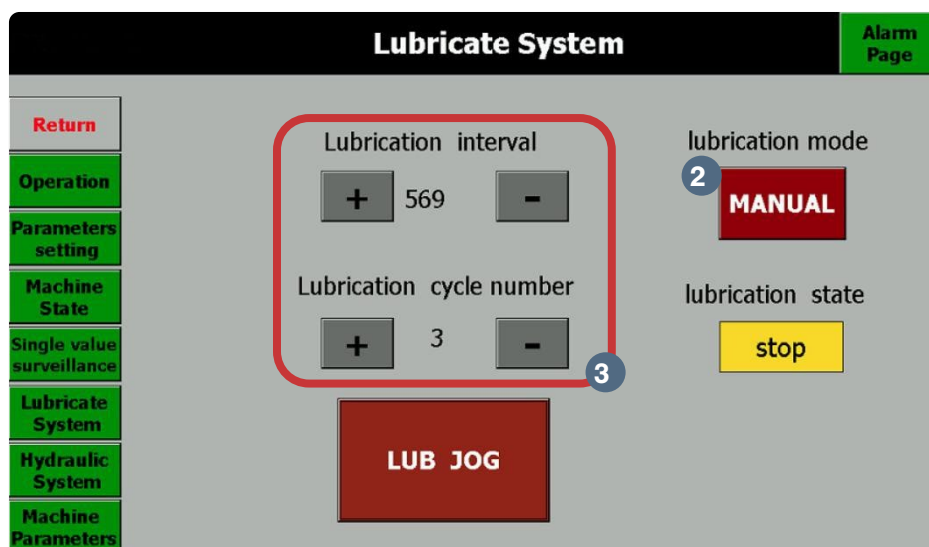 Lubricate System
Alarm
Page
Return
Operation
Parameters
setting
Machine
State
Single value
surveillance
Lubricate
System
Hydraulic
System
Machine
Parameters
Lubrication interval
+ 569 -
Lubrication cycle number
+ 3 -
3
LUB JOG
lubrication mode
2
MANUAL
lubrication state
stop